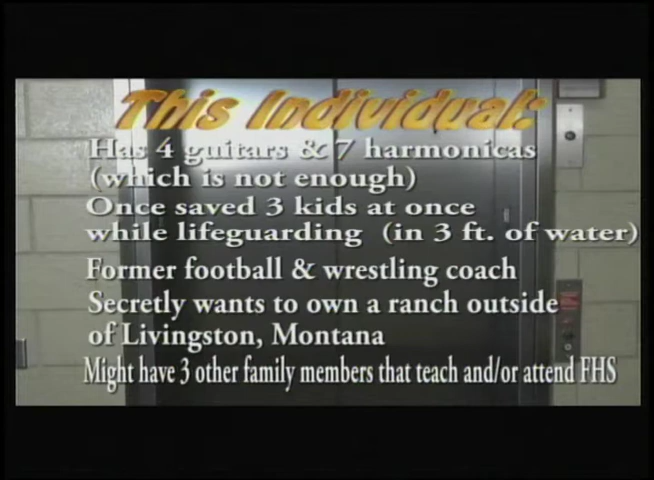 This Individual:
Has 4 guitars & 7 harmonicas
(which is not enough)
Once saved 3 kids at once
while lifeguarding (in 3 ft. of water)
Former football & wrestling coach
Secretly wants to own a ranch outside
of Livingston, Montana
Might have 3 other family members that teach and/or attend FHS